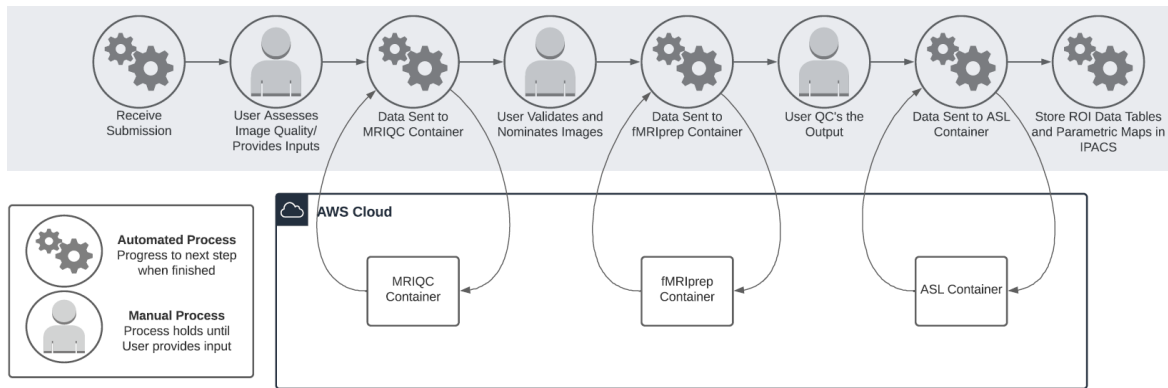 Receive
Submission
User Assesses
Image Quality/
Provides Inputs
Data Sent to
MRIQC Container
User Validates and
Nominates Images
Data Sent to
fMRIprep Container
User QC's the
Output
Data Sent to ASL
Container
Store ROI Data Tables
and Parametric Maps in
IPACS
AWS Cloud
Automated Process
Progress to next step
when finished
Manual Process
Process holds until
User provides input
MRIQC
Container
fMRIprep
Container
ASL Container